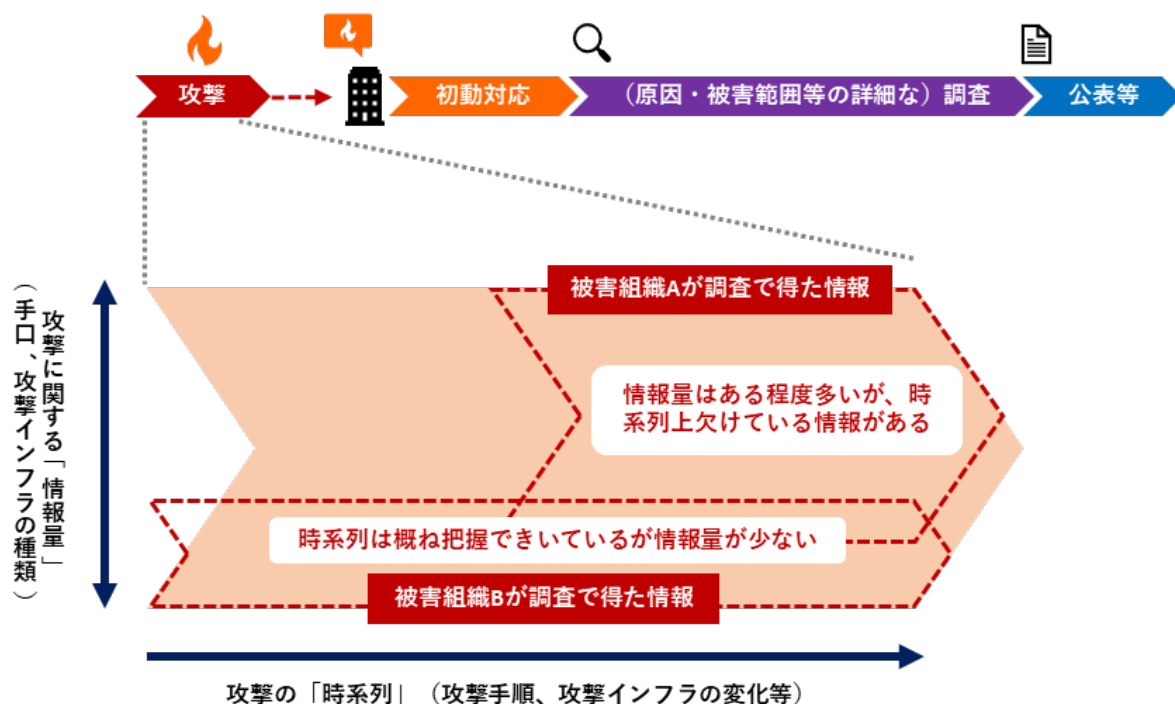 攻撃
初動対応
（原因・被害範囲等の詳細な）調査
公表等
攻撃に関する「情報量」
（手口、攻撃インフラの種類）
被害組織Aが調査で得た情報
情報量はある程度多いが、時
系列上欠けている情報がある
時系列は概ね把握できいているが情報量が少ない
被害組織Bが調査で得た情報
攻撃の「時系列」（攻撃手順、攻撃インフラの変化等）